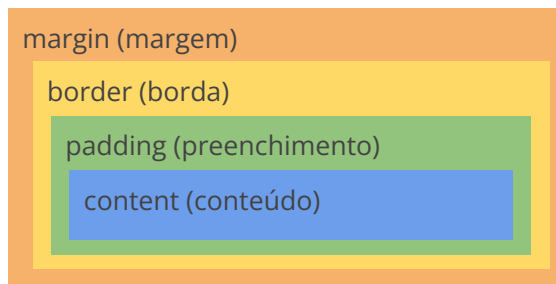 margin (margem)
border (borda)
padding (preenchimento)
content (conteúdo)